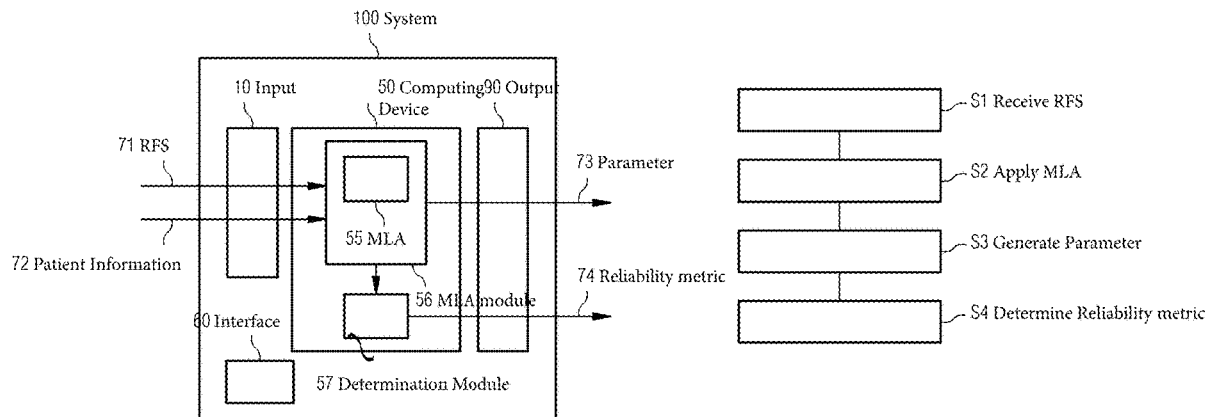 100 System
10 Input
50 Computing
Device
90 Output
71 RFS
72 Patient Information
55 MLA
56 MLA module
73 Parameter
74 Reliability metric
60 Interface
57 Determination Module
S1 Receive RFS
S2 Apply MLA
S3 Generate Parameter
S4 Determine Reliability metric